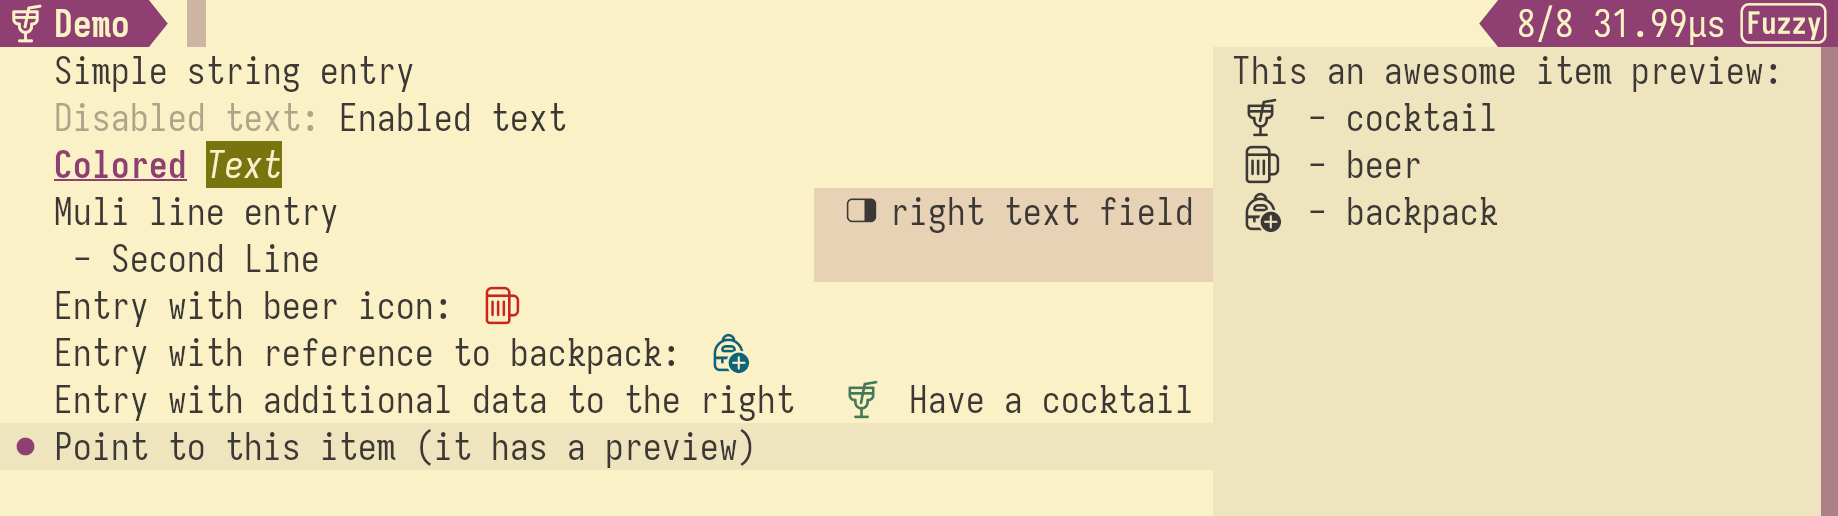 Demo
8/8 31.99µs Fuzzy
Simple string entry
Disabled text: Enabled text
Colored Text
Muli line entry
right text field
- Second Line
Entry with beer icon:
Entry with reference to backpack:
Entry with additional data to the right
Have a cocktail
Point to this item (it has a preview)
This an awesome item preview:
- cocktail
- beer
- backpack